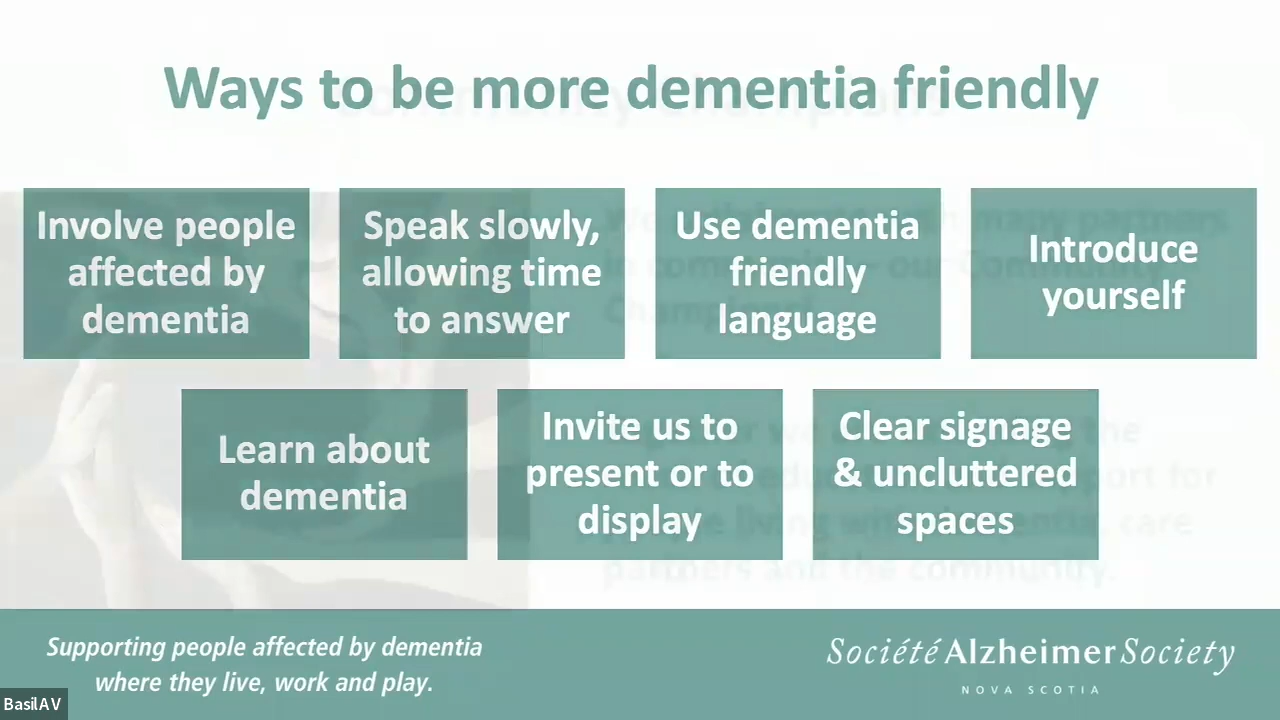 Ways to be more dementia friendly
Involve people
affected by
dementia
Speak slowly,
allowing time
to answer
Use dementia
friendly
language
Introduce
yourself
Learn about
dementia
Invite us to
present or to
display
Clear signage
& uncluttered
spaces
Supporting people affected by dementia
where they live, work and play.
Société Alzheimer Society
NOVA SCOTIA
BasilAV